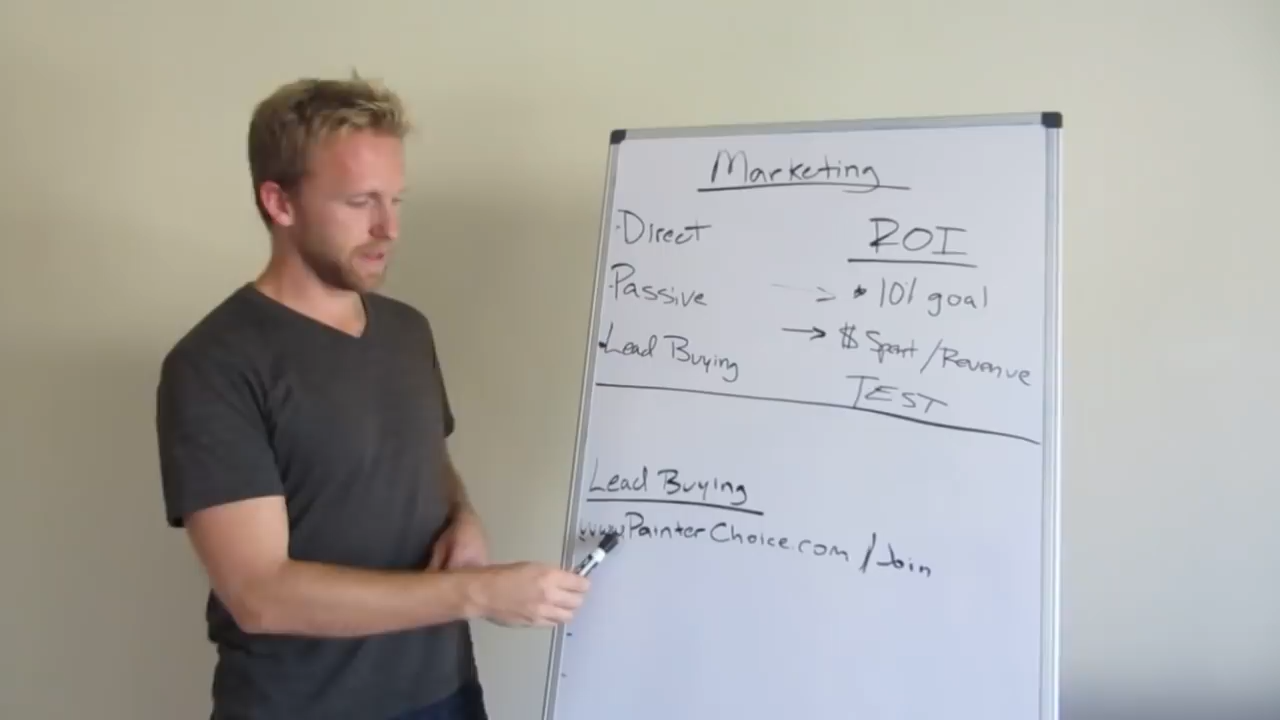 Marketing
·Direct
·Passive
·Lead Buying
ROI
→ • 10% goal
→ $ Spent/Revenue
TEST
Lead Buying
www.PainterChoice.com/Join